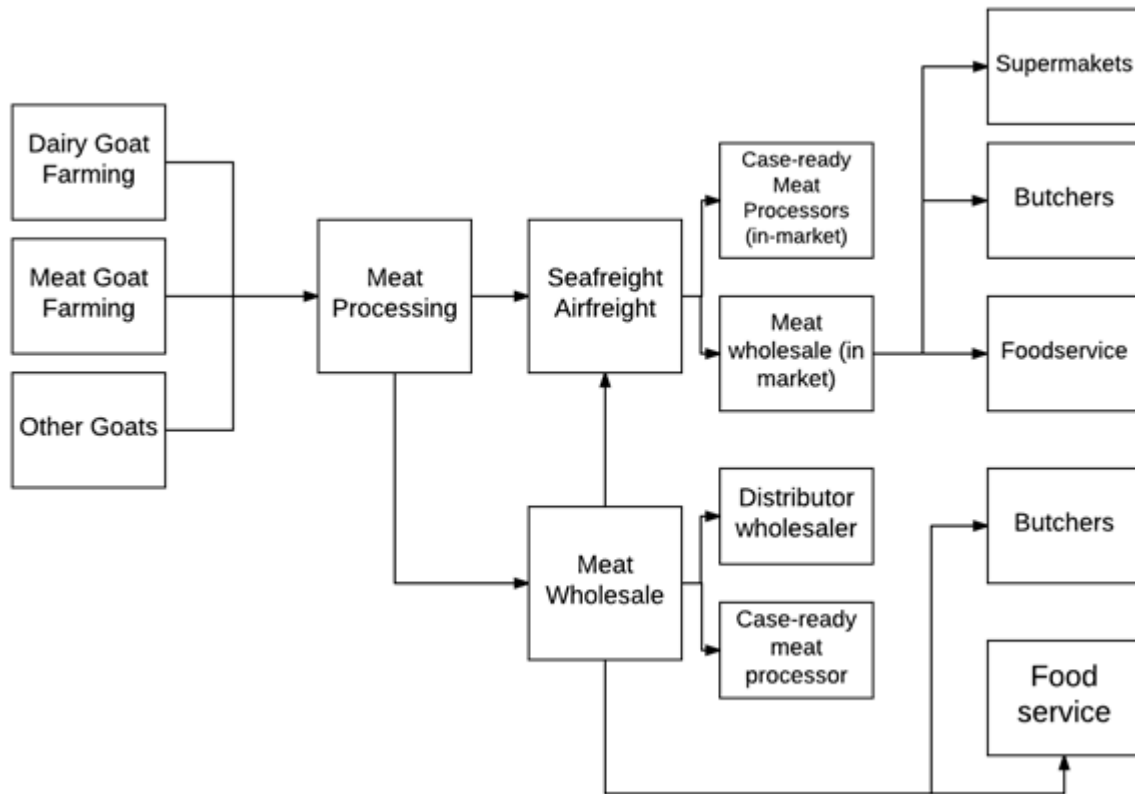 Dairy Goat
Farming
Meat Goat
Farming
Other Goats
Meat
Processing
Seafreight
Airfreight
Meat
Wholesale
Case-ready
Meat
Processors
(in-market)
Meat
wholesale (in
market)
Distributor
wholesaler
Case-ready
meat
processor
Supermakets
Butchers
Foodservice
Butchers
Food
service